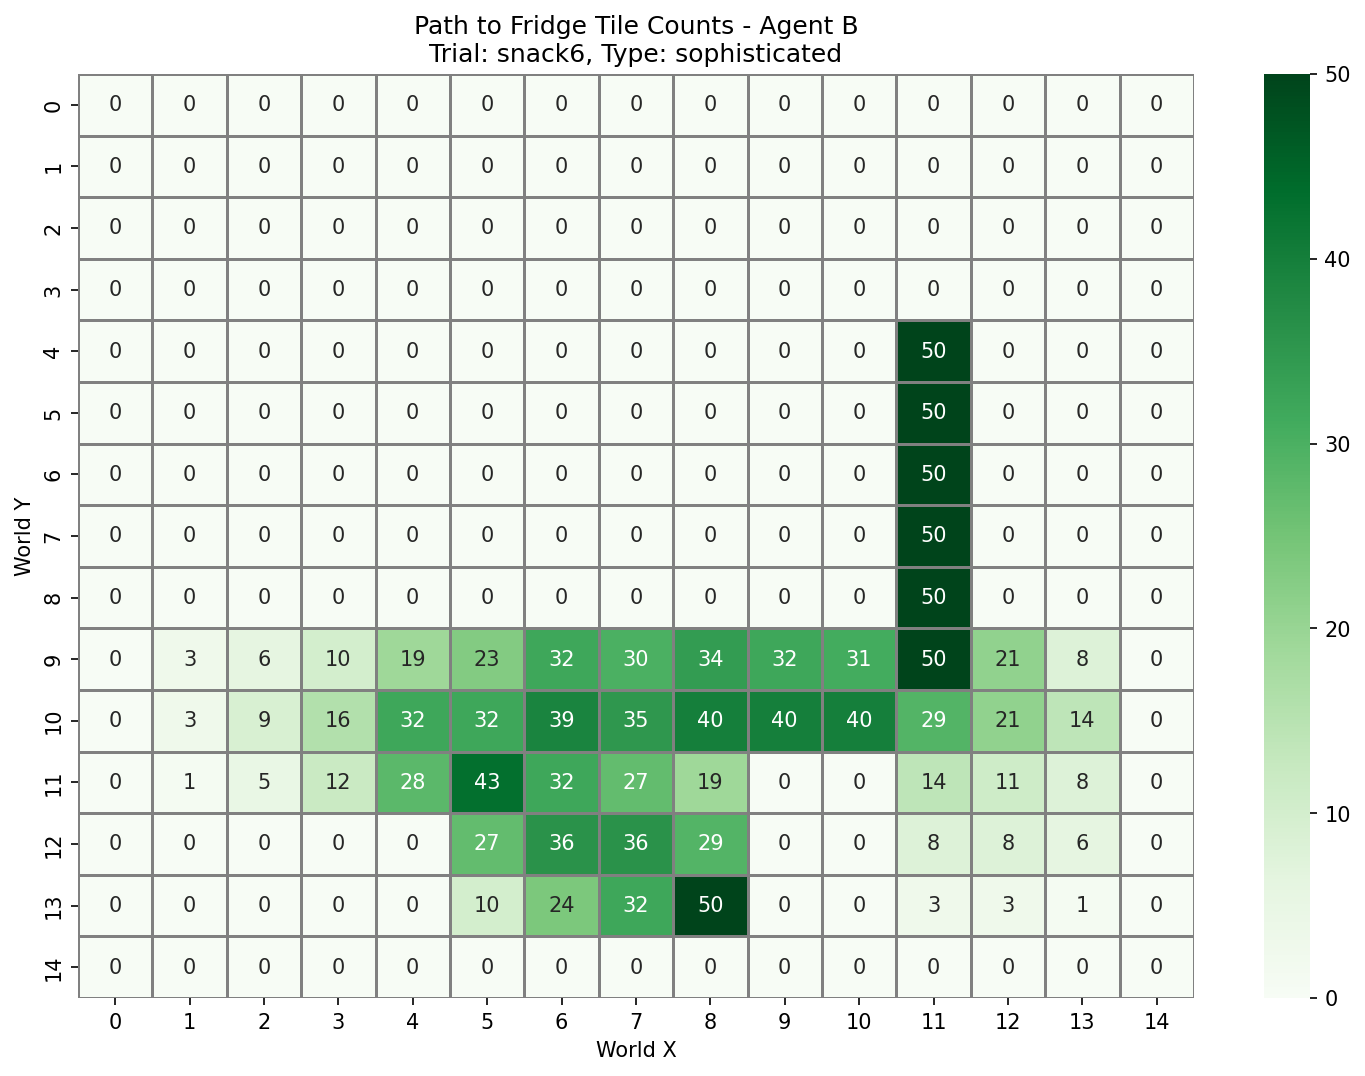 Path to Fridge Tile Counts - Agent B
Trial: snack6, Type: sophisticated
World Y
0 0 0 0 0 0 0 0 0 0 0 0 0 0 0 0
1 0 0 0 0 0 0 0 0 0 0 0 0 0 0 0
2 0 0 0 0 0 0 0 0 0 0 0 0 0 0 0
3 0 0 0 0 0 0 0 0 0 0 0 0 0 0 0
4 0 0 0 0 0 0 0 0 0 0 0 50 0 0 0
5 0 0 0 0 0 0 0 0 0 0 0 50 0 0 0
6 0 0 0 0 0 0 0 0 0 0 0 50 0 0 0
7 0 0 0 0 0 0 0 0 0 0 0 50 0 0 0
8 0 0 0 0 0 0 0 0 0 0 0 50 0 0 0
9 0 3 6 10 19 23 32 30 34 32 31 50 21 8 0
10 0 3 9 16 32 32 39 35 40 40 40 29 21 14 0
11 0 1 5 12 28 43 32 27 19 0 0 14 11 8 0
12 0 0 0 0 0 27 36 36 29 0 0 8 8 6 0
13 0 0 0 0 0 10 24 32 50 0 0 3 3 1 0
14 0 0 0 0 0 0 0 0 0 0 0 0 0 0 0
0 1 2 3 4 5 6 7 8 9 10 11 12 13 14
World X
50
40
30
20
10
0